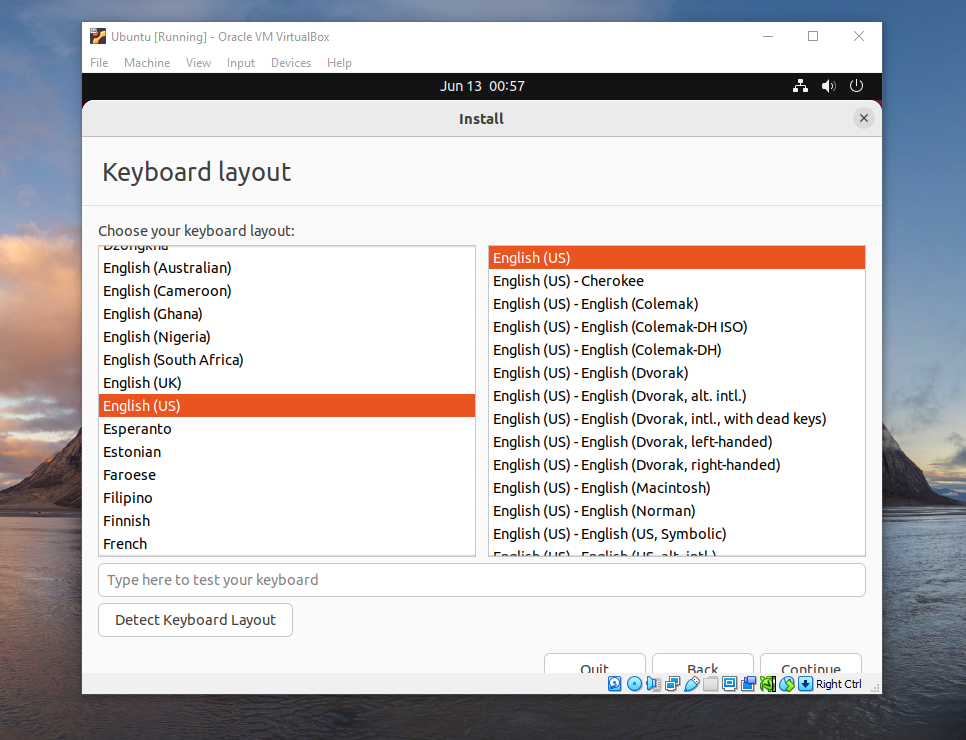 Ubuntu [Running] - Oracle VM VirtualBox
File Machine View Input Devices Help
Jun 13 00:57
Install
Keyboard layout
Choose your keyboard layout:
Dzongkha
English (Australian)
English (Cameroon)
English (Ghana)
English (Nigeria)
English (South Africa)
English (UK)
English (US)
Esperanto
Estonian
Faroese
Filipino
Finnish
French
English (US)
English (US) - Cherokee
English (US) - English (Colemak)
English (US) - English (Colemak-DH ISO)
English (US) - English (Colemak-DH)
English (US) - English (Dvorak)
English (US) - English (Dvorak, alt. intl.)
English (US) - English (Dvorak, intl., with dead keys)
English (US) - English (Dvorak, left-handed)
English (US) - English (Dvorak, right-handed)
English (US) - English (Macintosh)
English (US) - English (Norman)
English (US) - English (US, Symbolic)
English (US) - English (US, alt. intl.)
Type here to test your keyboard
Detect Keyboard Layout
Quit Back Continue
Right Ctrl